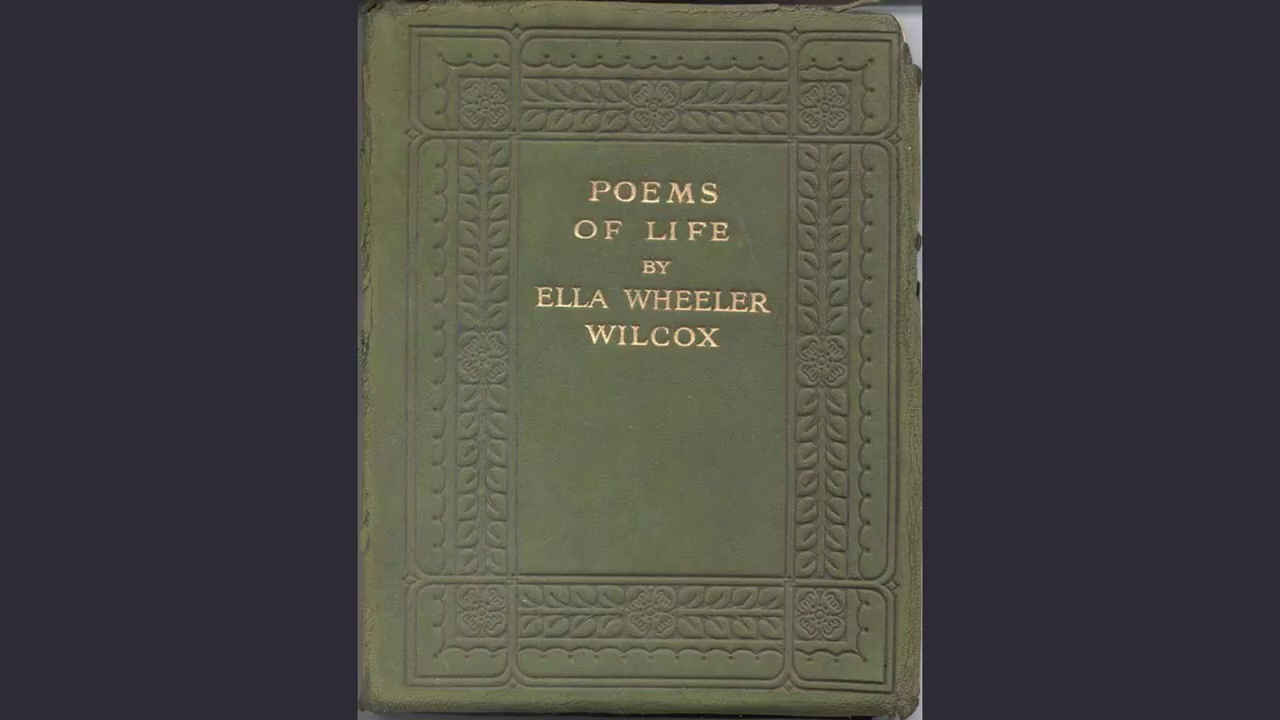 POEMS
OF LIFE
BY
ELLA WHEELER
WILCOX